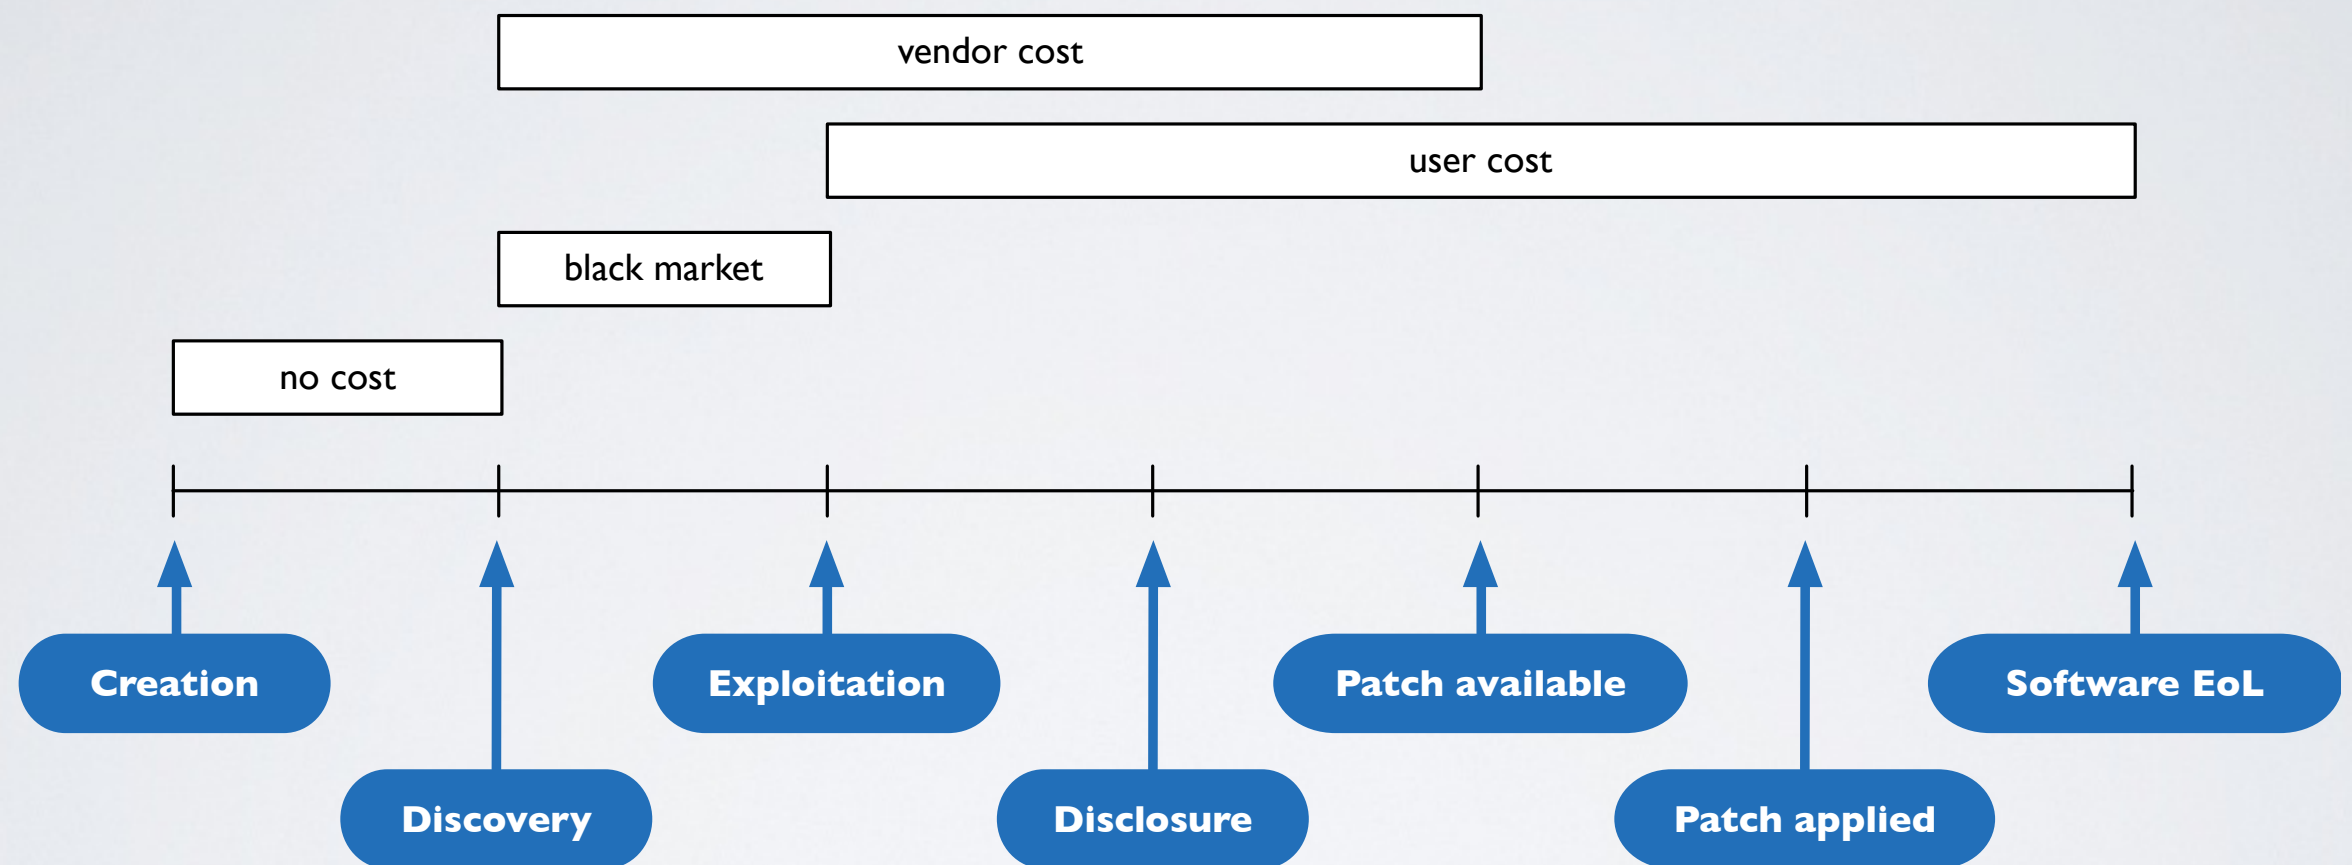 vendor cost
user cost
black market
no cost
Creation
Exploitation
Patch available
Software EoL
Discovery
Disclosure
Patch applied